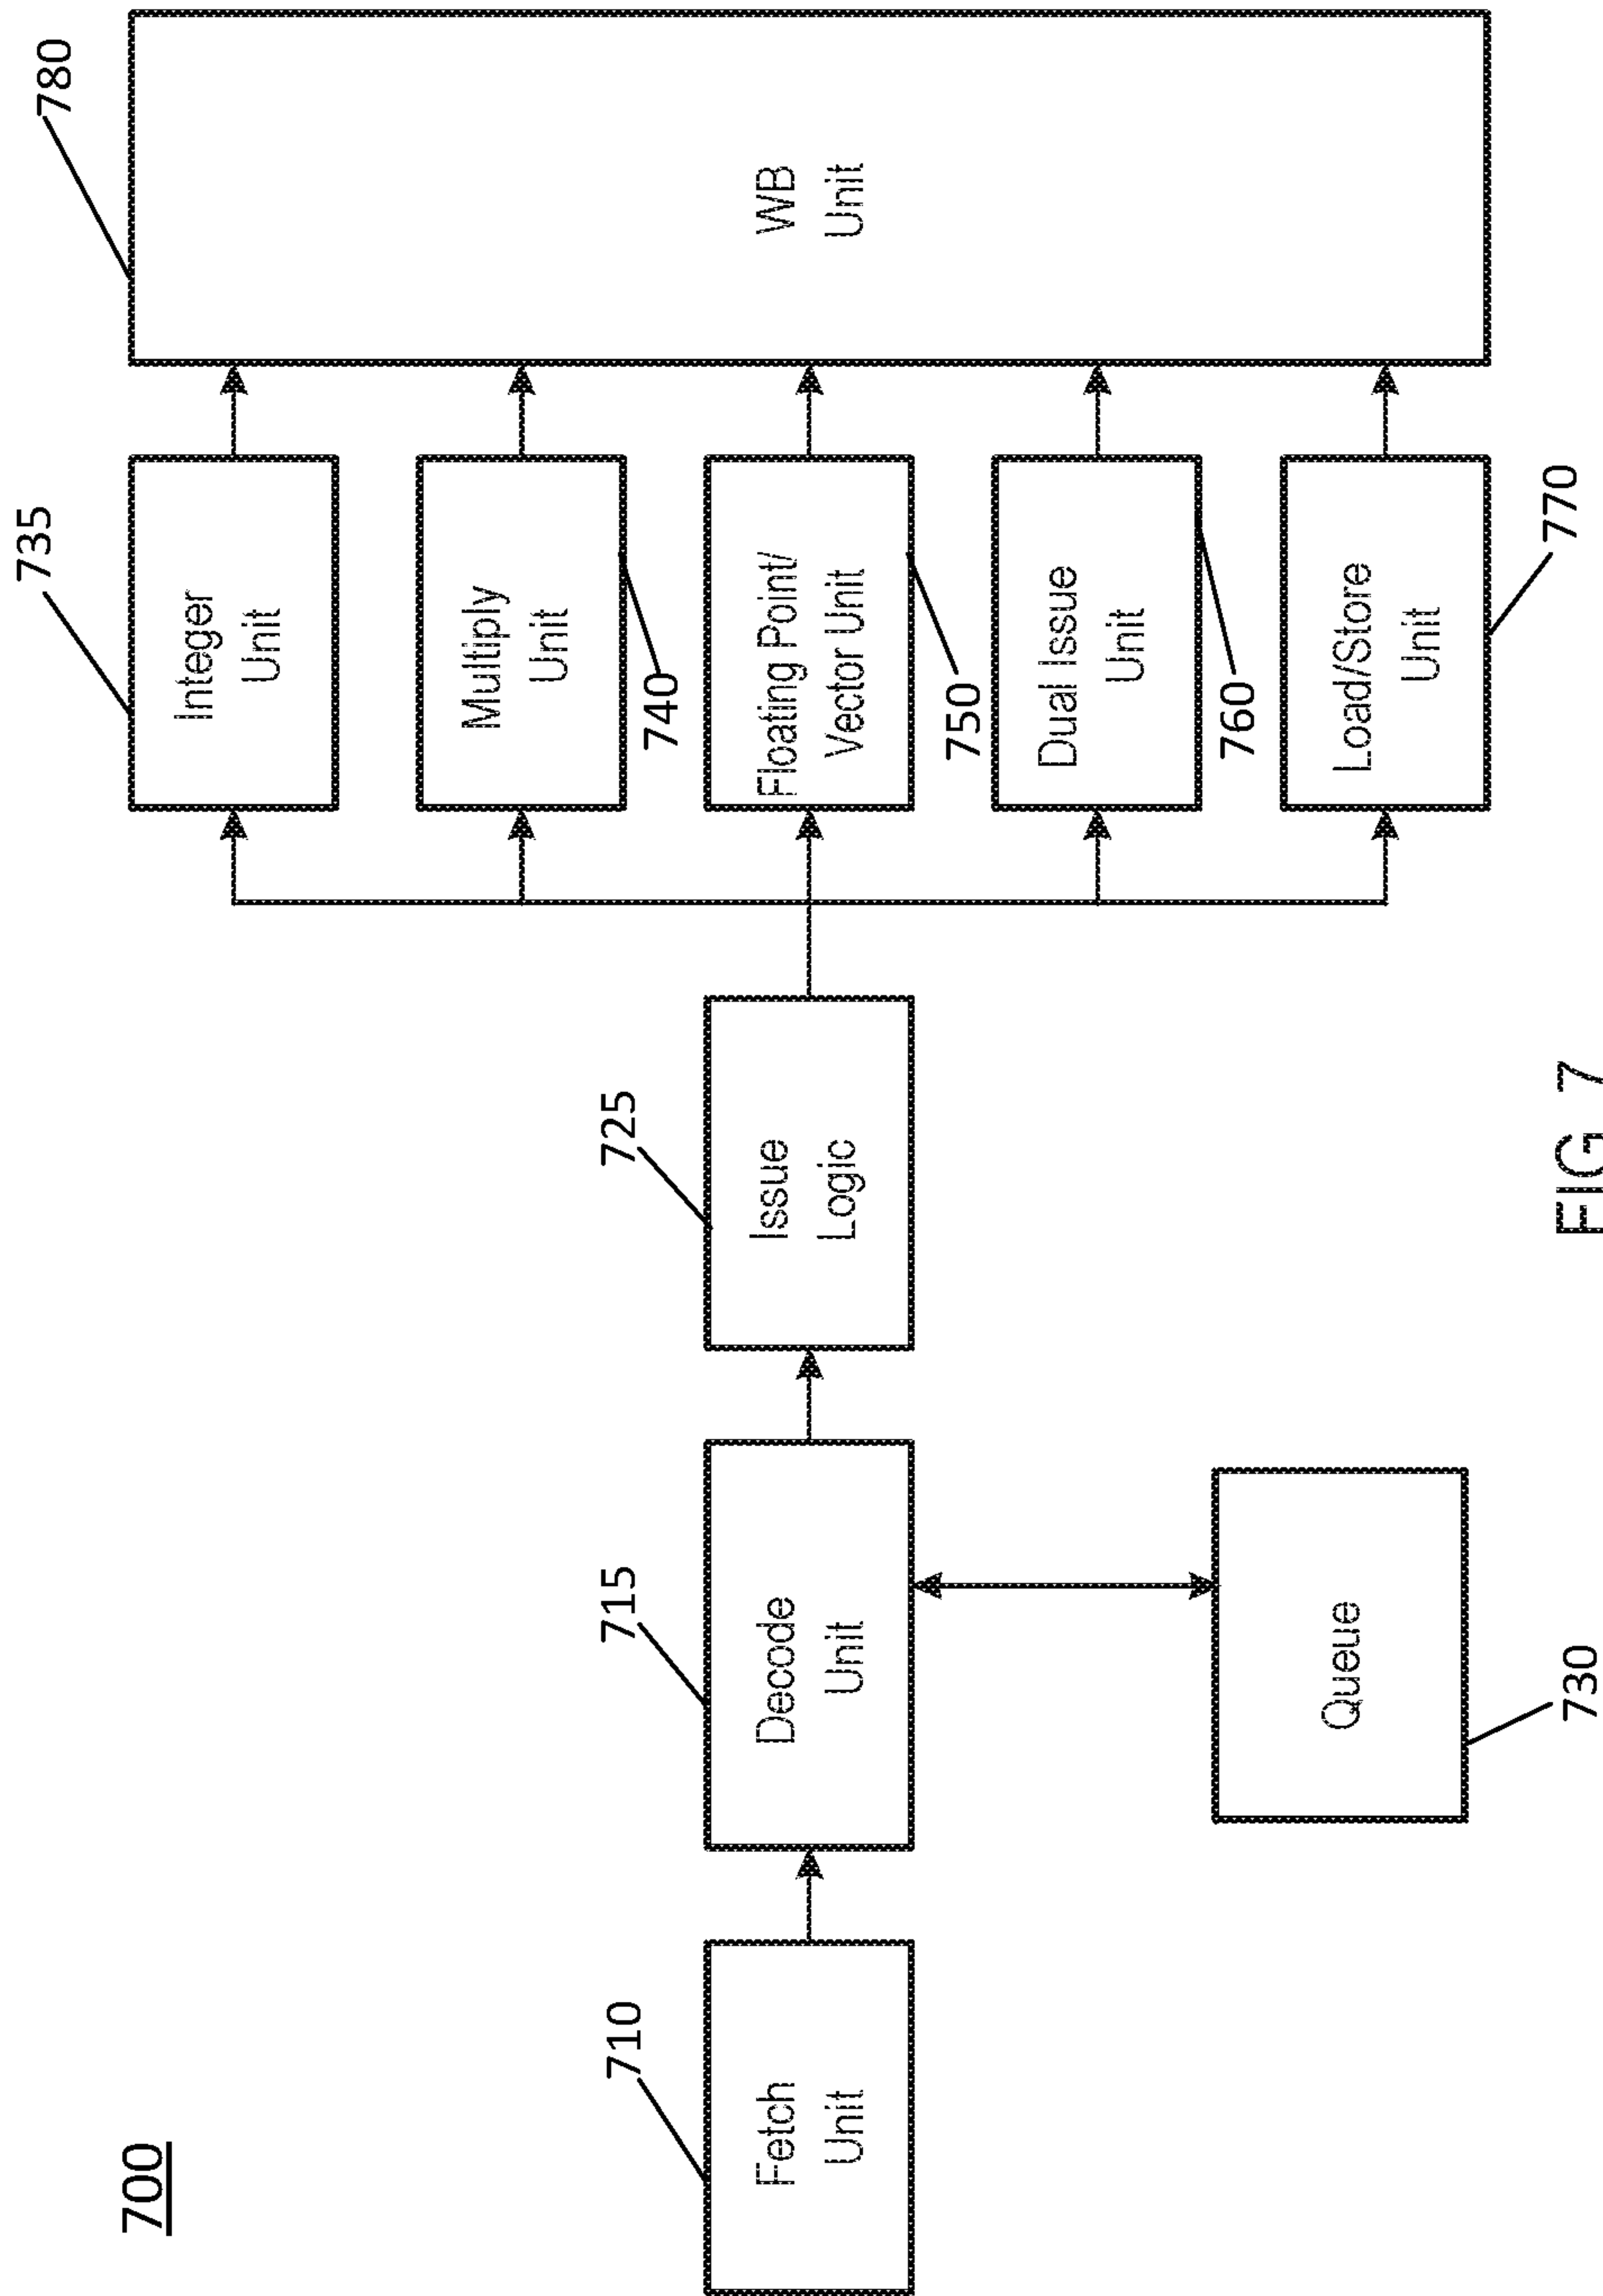 700
710
Fetch
Unit
715
Decode
Unit
Queue
730
725
Issue
Logic
735
Integer
Unit
Multiply
Unit
740
Floating Point/
Vector Unit
750
Dual Issue
Unit
760
Load/Store
Unit
770
780
WB
Unit
FIG 7